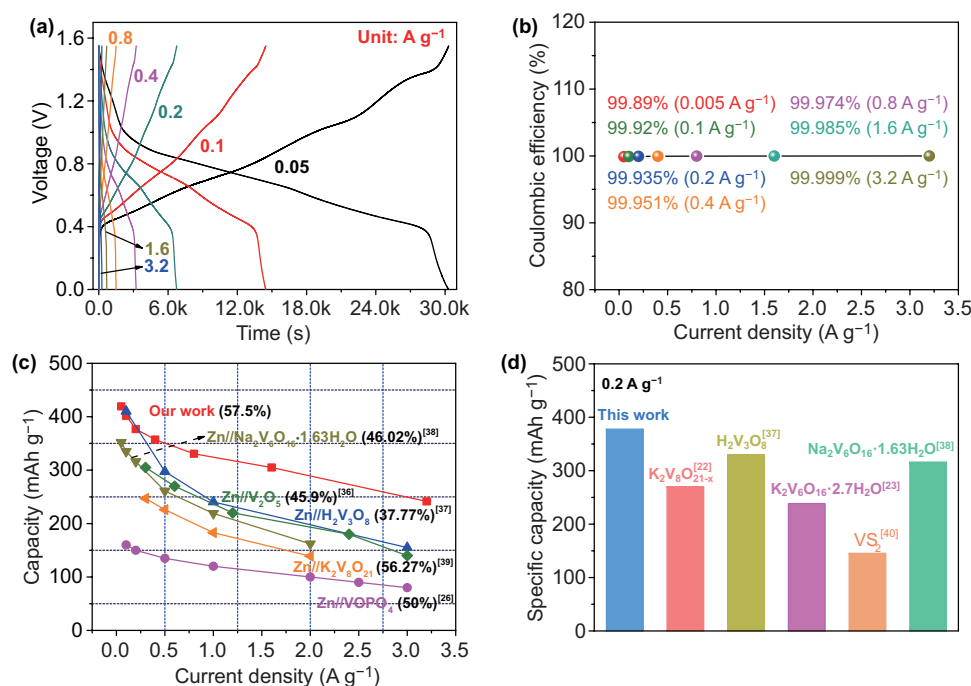 (a)
Unit: A g⁻¹
0.8
0.4
0.2
0.1
0.05
1.6
3.2
1.6
1.2
0.8
0.4
0.0
Voltage (V)
0 6.0k 12.0k 18.0k 24.0k 30.0k
Time (s)
(b)
120
110
100
90
80
Coulombic efficiency (%)
99.89% (0.005 A g⁻¹)
99.974% (0.8 A g⁻¹)
99.92% (0.1 A g⁻¹)
99.985% (1.6 A g⁻¹)
99.935% (0.2 A g⁻¹)
99.999% (3.2 A g⁻¹)
99.951% (0.4 A g⁻¹)
0.0 0.5 1.0 1.5 2.0 2.5 3.0 3.5
Current density (A g⁻¹)
(c)
500
400
300
200
100
0
Capacity (mAh g⁻¹)
Our work (57.5%)
Zn//Na₂V₆O₁₆·1.63H₂O (46.02%)[38]
Zn//V₂O₅ (45.9%)[36]
Zn//H₂V₃O₈ (37.77%)[37]
Zn//K₂V₈O₂₁ (56.27%)[39]
Zn//VOPO₄ (50%)[26]
0.0 0.5 1.0 1.5 2.0 2.5 3.0 3.5
Current density (A g⁻¹)
(d)
500
400
300
200
100
0
Specific capacity (mAh g⁻¹)
0.2 A g⁻¹
This work
K₂V₈O₂₁₋ₓ[22]
H₂V₃O₈[37]
K₂V₆O₁₆·2.7H₂O[23]
VS₂[40]
Na₂V₆O₁₆·1.63H₂O[38]